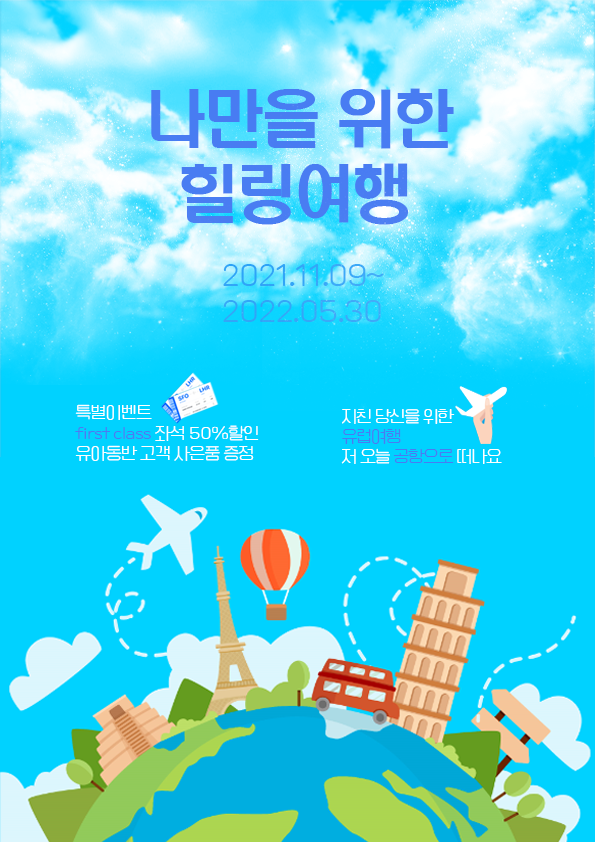 나만을 위한
힐링여행
2021.11.09~
2022.05.30
LHR
SFO LHR
특별이벤트
first class 좌석 50%할인
유아동반 고객 사은품 증정
지친 당신을 위한
유럽여행
저 오늘 공항으로 떠나요